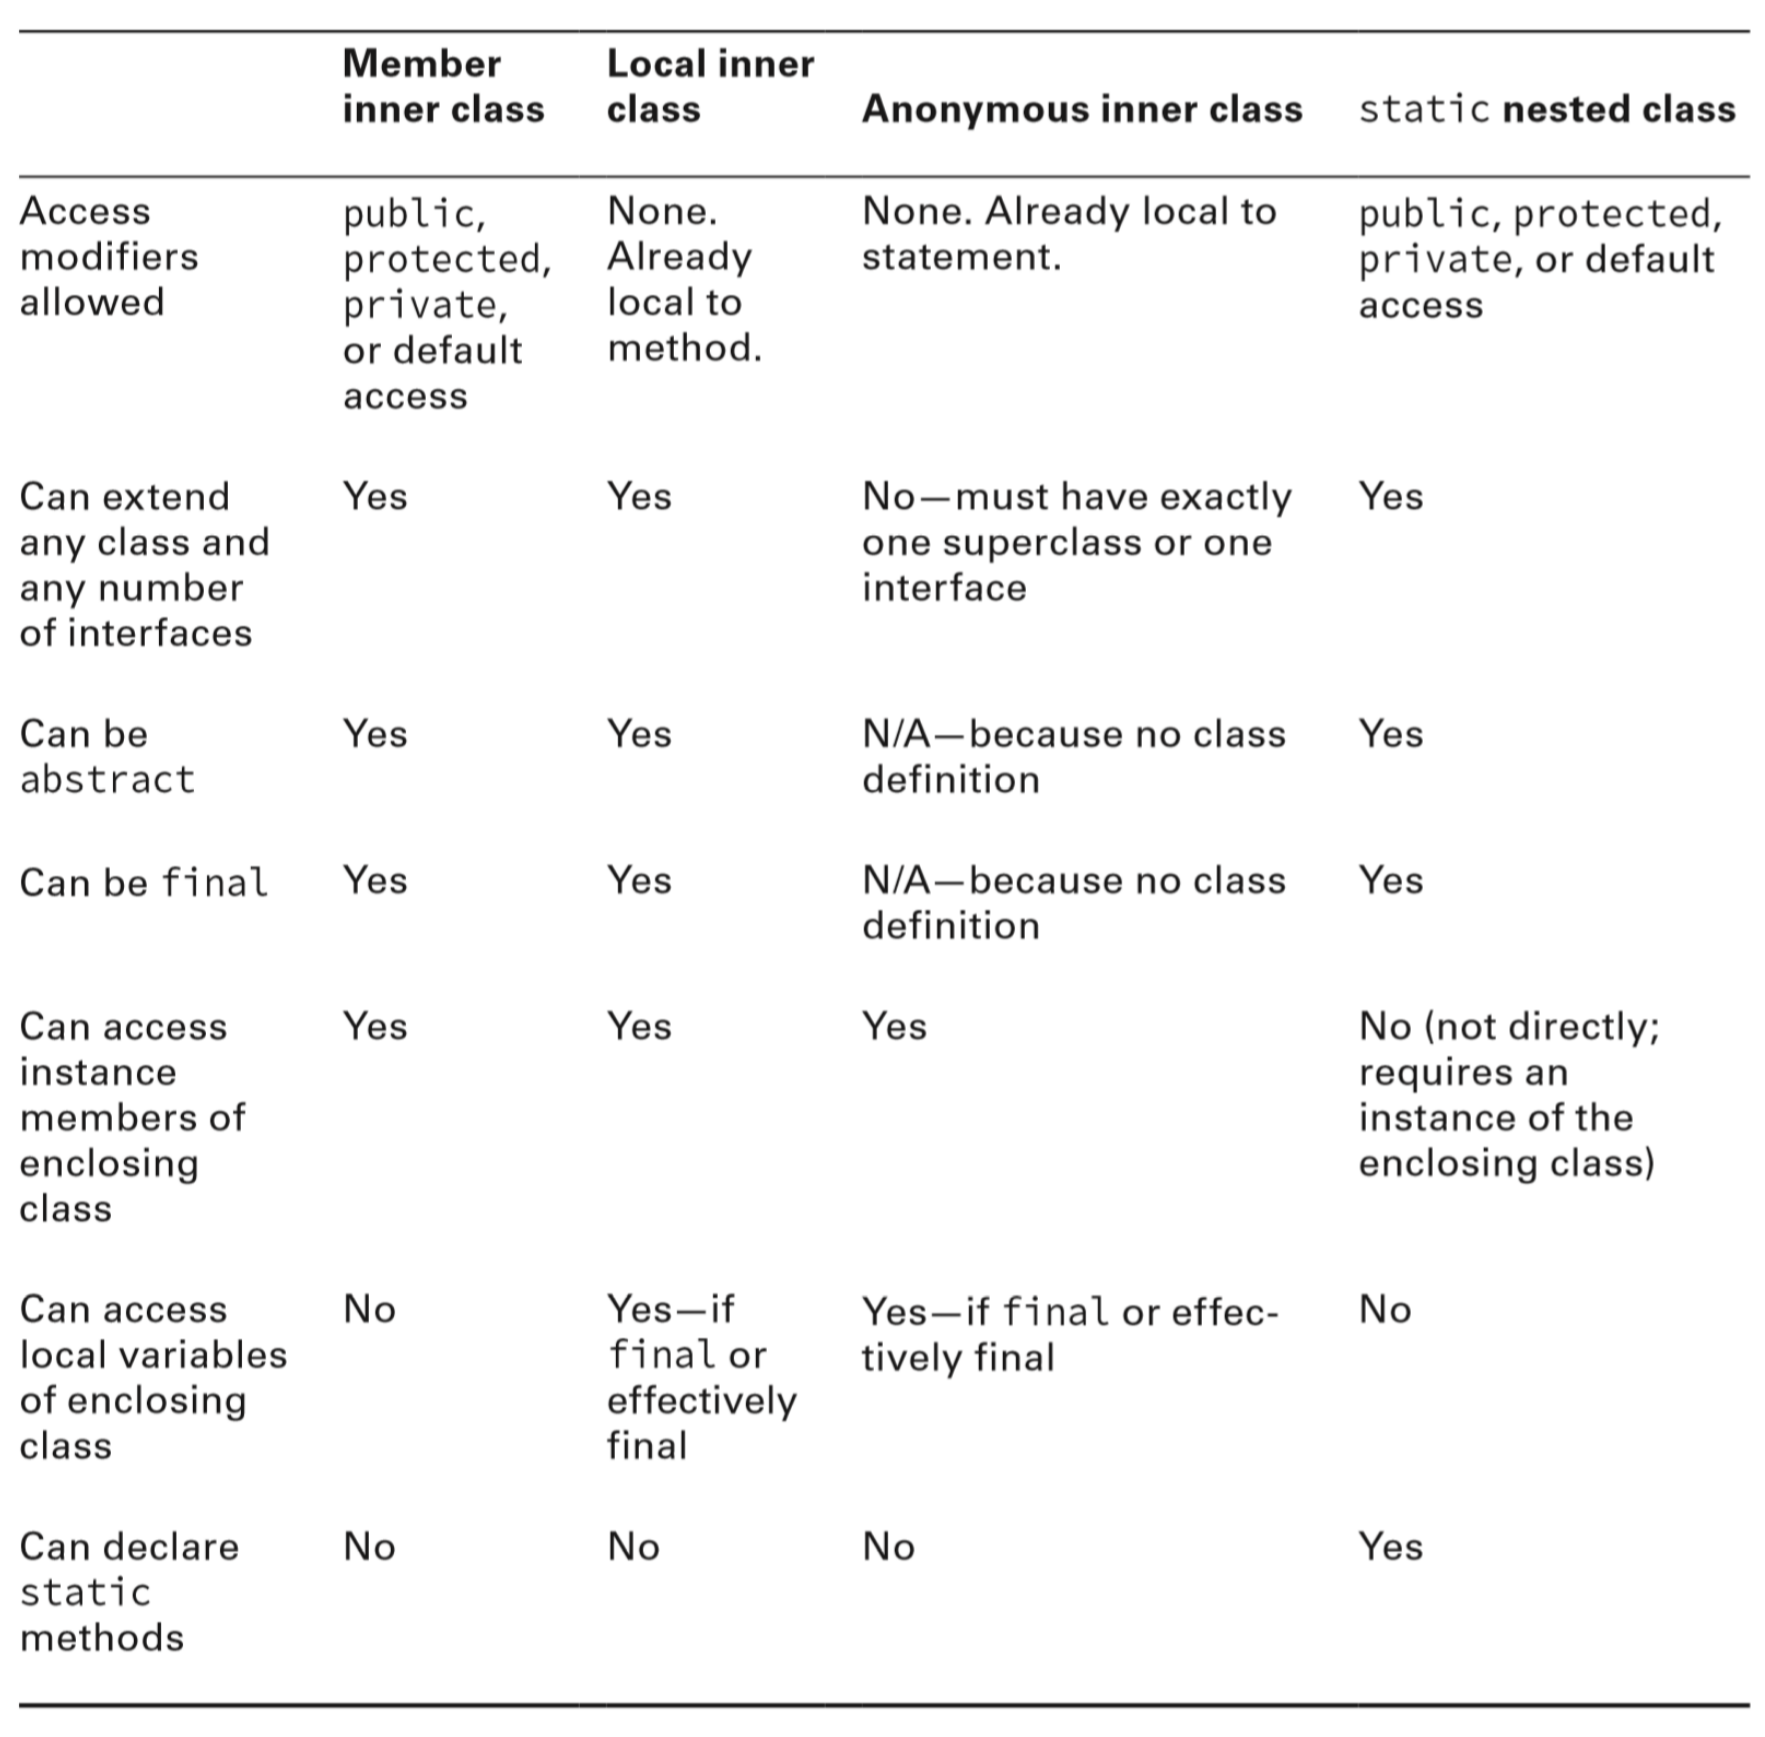 Member inner class	Local inner class	Anonymous inner class	static nested class
Access modifiers allowed	public, protected, private, or default access	None. Already local to method.	None. Already local to statement.	public, protected, private, or default access
Can extend any class and any number of interfaces	Yes	Yes	No—must have exactly one superclass or one interface	Yes
Can be abstract	Yes	Yes	N/A—because no class definition	Yes
Can be final	Yes	Yes	N/A—because no class definition	Yes
Can access instance members of enclosing class	Yes	Yes	Yes	No (not directly; requires an instance of the enclosing class)
Can access local variables of enclosing class	No	Yes—if final or effectively final	Yes—if final or effec-tively final	No
Can declare static methods	No	No	No	Yes